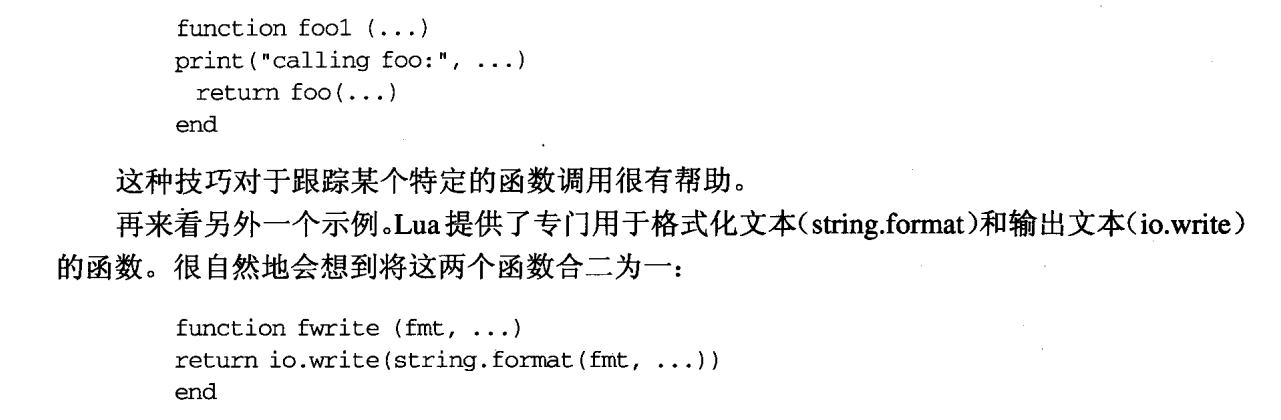 function foo1 (...)
print("calling foo:", ...)
return foo(...)
end
这种技巧对于跟踪某个特定的函数调用很有帮助。
再来看另外一个示例。Lua提供了专门用于格式化文本(string.format)和输出文本(io.write)
的函数。很自然地会想到将这两个函数合二为一:
function fwrite (fmt, ...)
return io.write(string.format(fmt, ...))
end